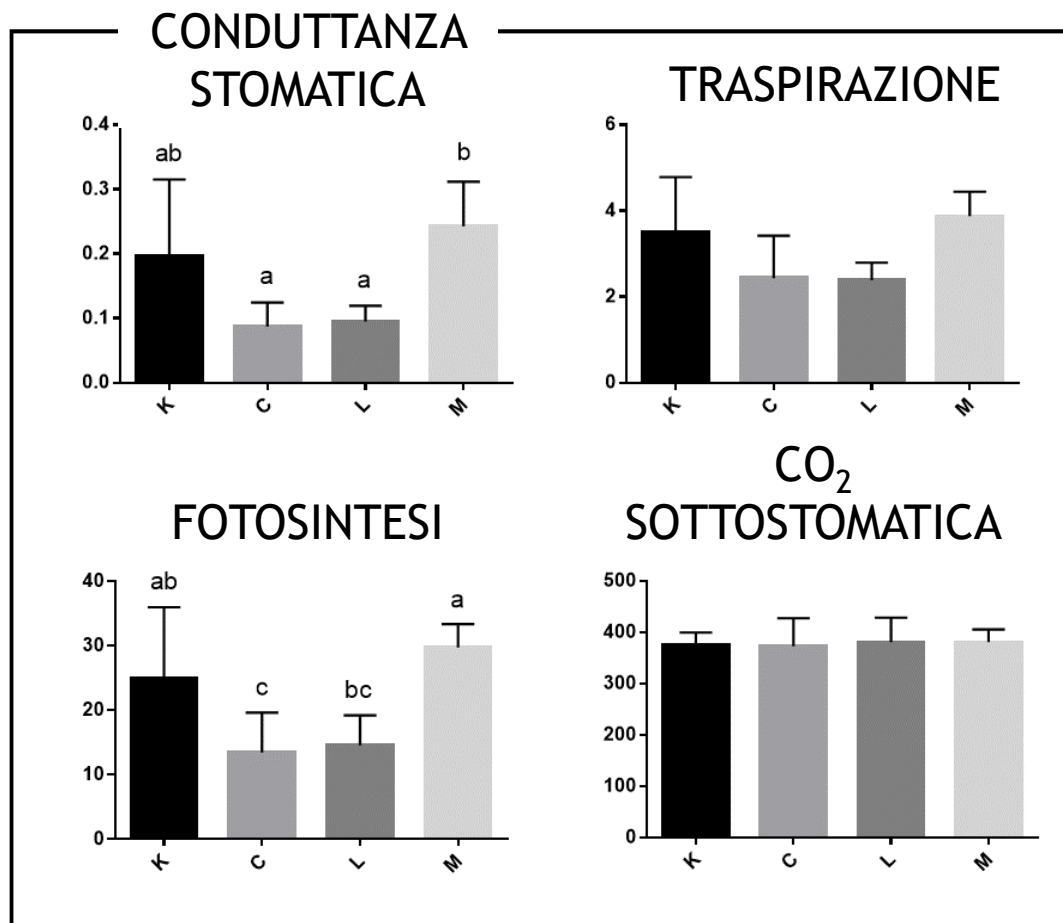 CONDUTTANZA
STOMATICA
0.4
0.3
0.2
0.1
0.0
ab
a
a
b
K
C
L
M
TRASPIRAZIONE
6
4
2
0
K
C
L
M
FOTOSINTESI
40
30
20
10
0
ab
c
bc
a
K
C
L
M
CO₂
SOTTOSTOMATICA
500
400
300
200
100
0
K
C
L
M